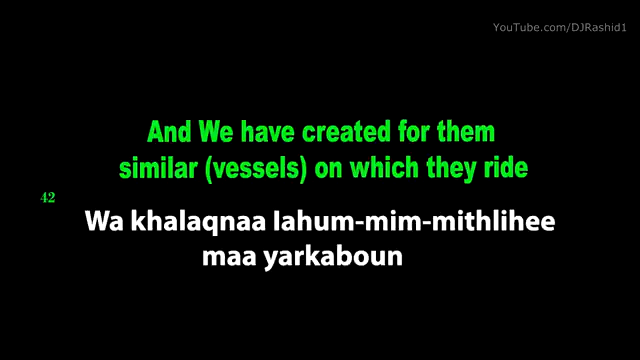 YouTube.com/DJRashid1
And We have created for them
similar (vessels) on which they ride
42
Wa khalaqnaa lahum-mim-mithlihee
maa yarkaboun